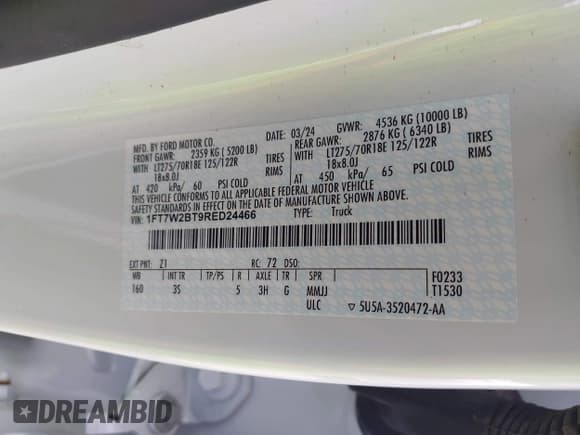 MFD. BY FORD MOTOR CO.
DATE: 03/24 GVWR: 4536 KG (10000 LB)
FRONT GAWR: 2359 KG (5200 LB)
REAR GAWR: 2876 KG (6340 LB)
WITH LT275/70R18E 125/122R TIRES
WITH LT275/70R18E 125/122R TIRES
18x8.0J RIMS
18x8.0J RIMS
AT 420 kPa/ 60 PSI COLD
AT 450 kPa/ 65 PSI COLD
THIS VEHICLE CONFORMS TO ALL APPLICABLE FEDERAL MOTOR VEHICLE
SAFETY STANDARDS IN EFFECT ON THE DATE OF MANUFACTURE SHOWN ABOVE.
VIN: 1FT7W2BT9RED24466
TYPE: Truck
EXT PNT: Z1 RC: 72 DSO:
WB INT TR TP/PS R AXLE TR SPR
160 3S 5 3H G MMJJ
ULC
F0233
T1530
▽ 5U5A-3520472-AA
DREAMBID